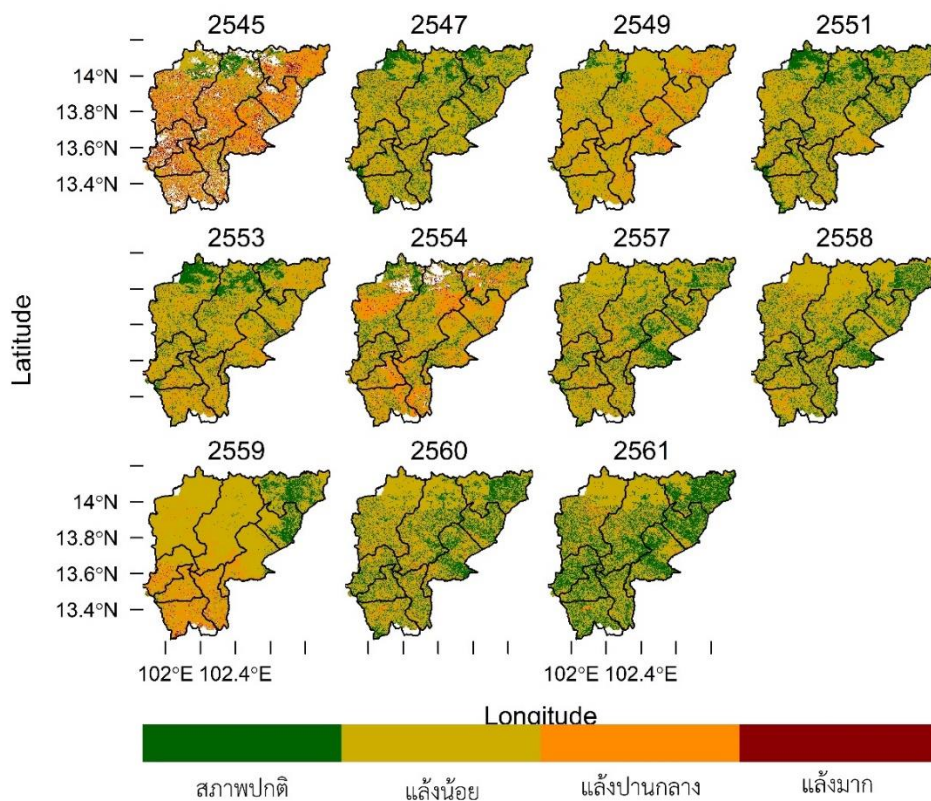 2545 2547 2549 2551
14°N
13.8°N
13.6°N
13.4°N
2553 2554 2557 2558
Latitude
2559 2560 2561
14°N
13.8°N
13.6°N
13.4°N
102°E 102.4°E 102°E 102.4°E
Longitude
สภาพปกติ แล้งน้อย แล้งปานกลาง แล้งมาก